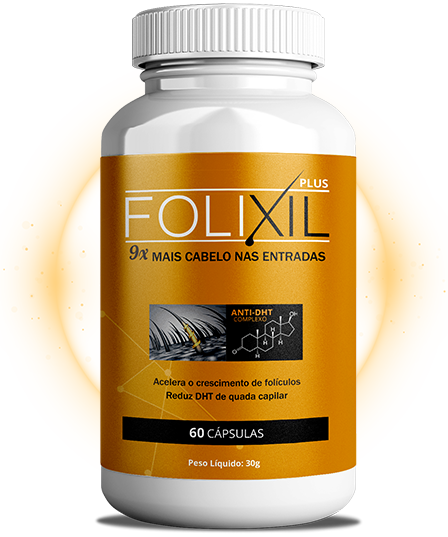 PLUS
FOLIXIL
9x MAIS CABELO NAS ENTRADAS
ANTI-DHT
COMPLEXO
OH
H
H
H
O
Acelera o crescimento de folículos
Reduz DHT de quada capilar
60 CÁPSULAS
Peso Líquido: 30g